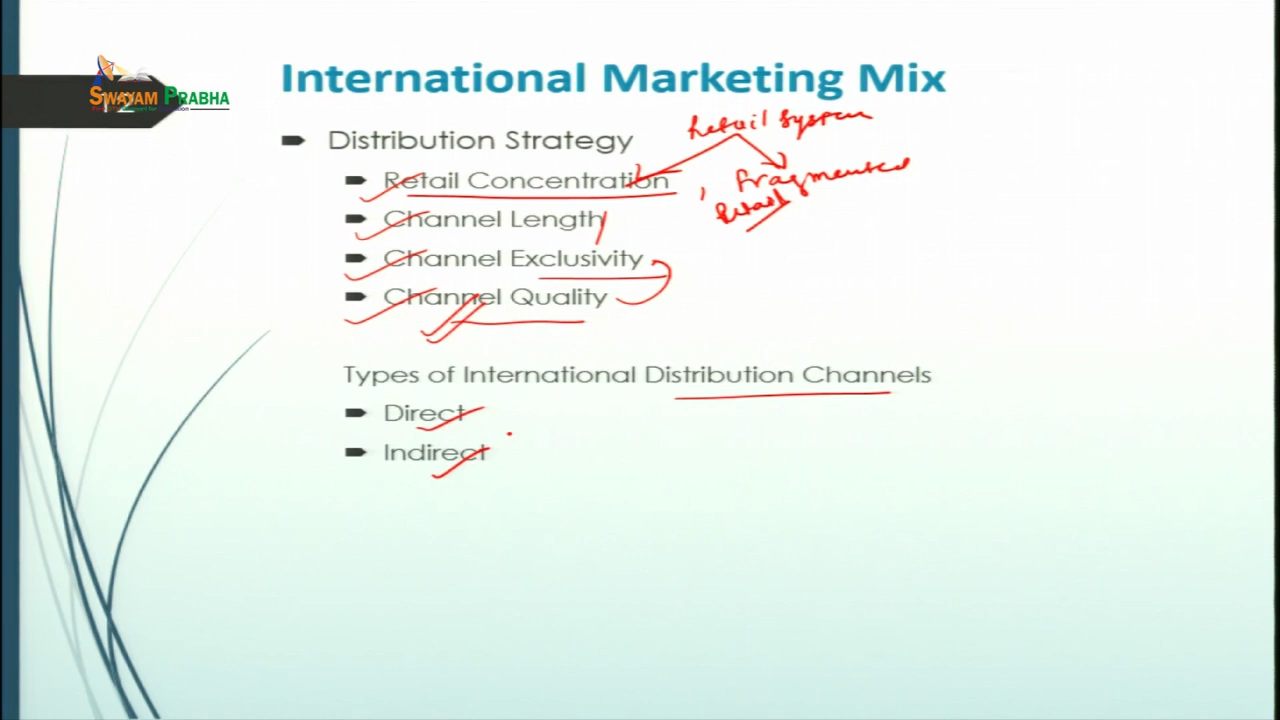 SWAYAM PRABHA
12
International Marketing Mix
Retail System
Distribution Strategy
Retail Concentration
, Fragmented
Retail
Channel Length
Channel Exclusivity
Channel Quality
Types of International Distribution Channels
Direct
Indirect